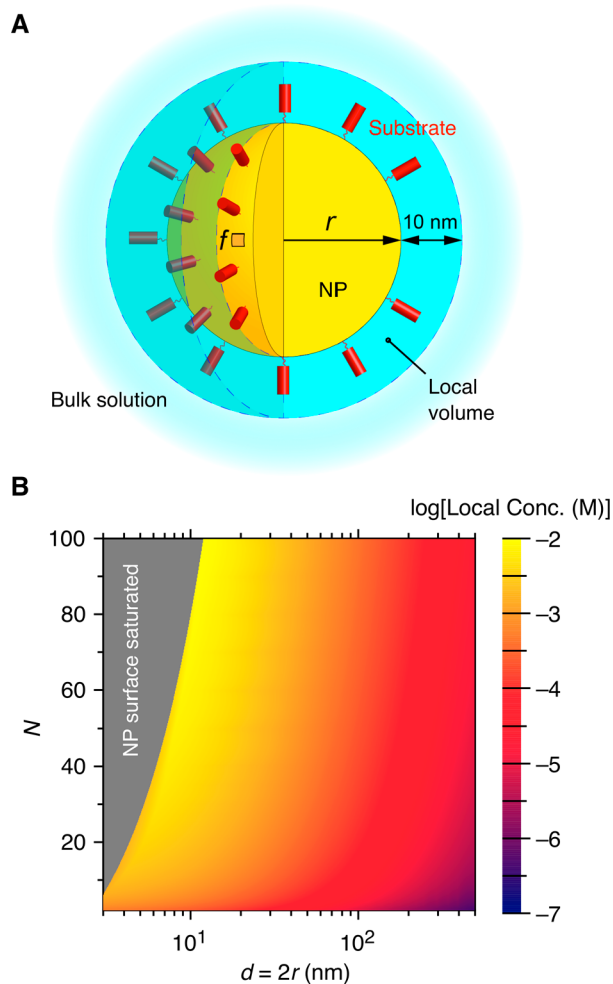 A
Substrate
10 nm
r
f
NP
Bulk solution
Local
volume
B
log[Local Conc. (M)]
100
80
60
40
20
N
NP surface saturated
10¹
10²
d = 2r (nm)
−2
−3
−4
−5
−6
−7